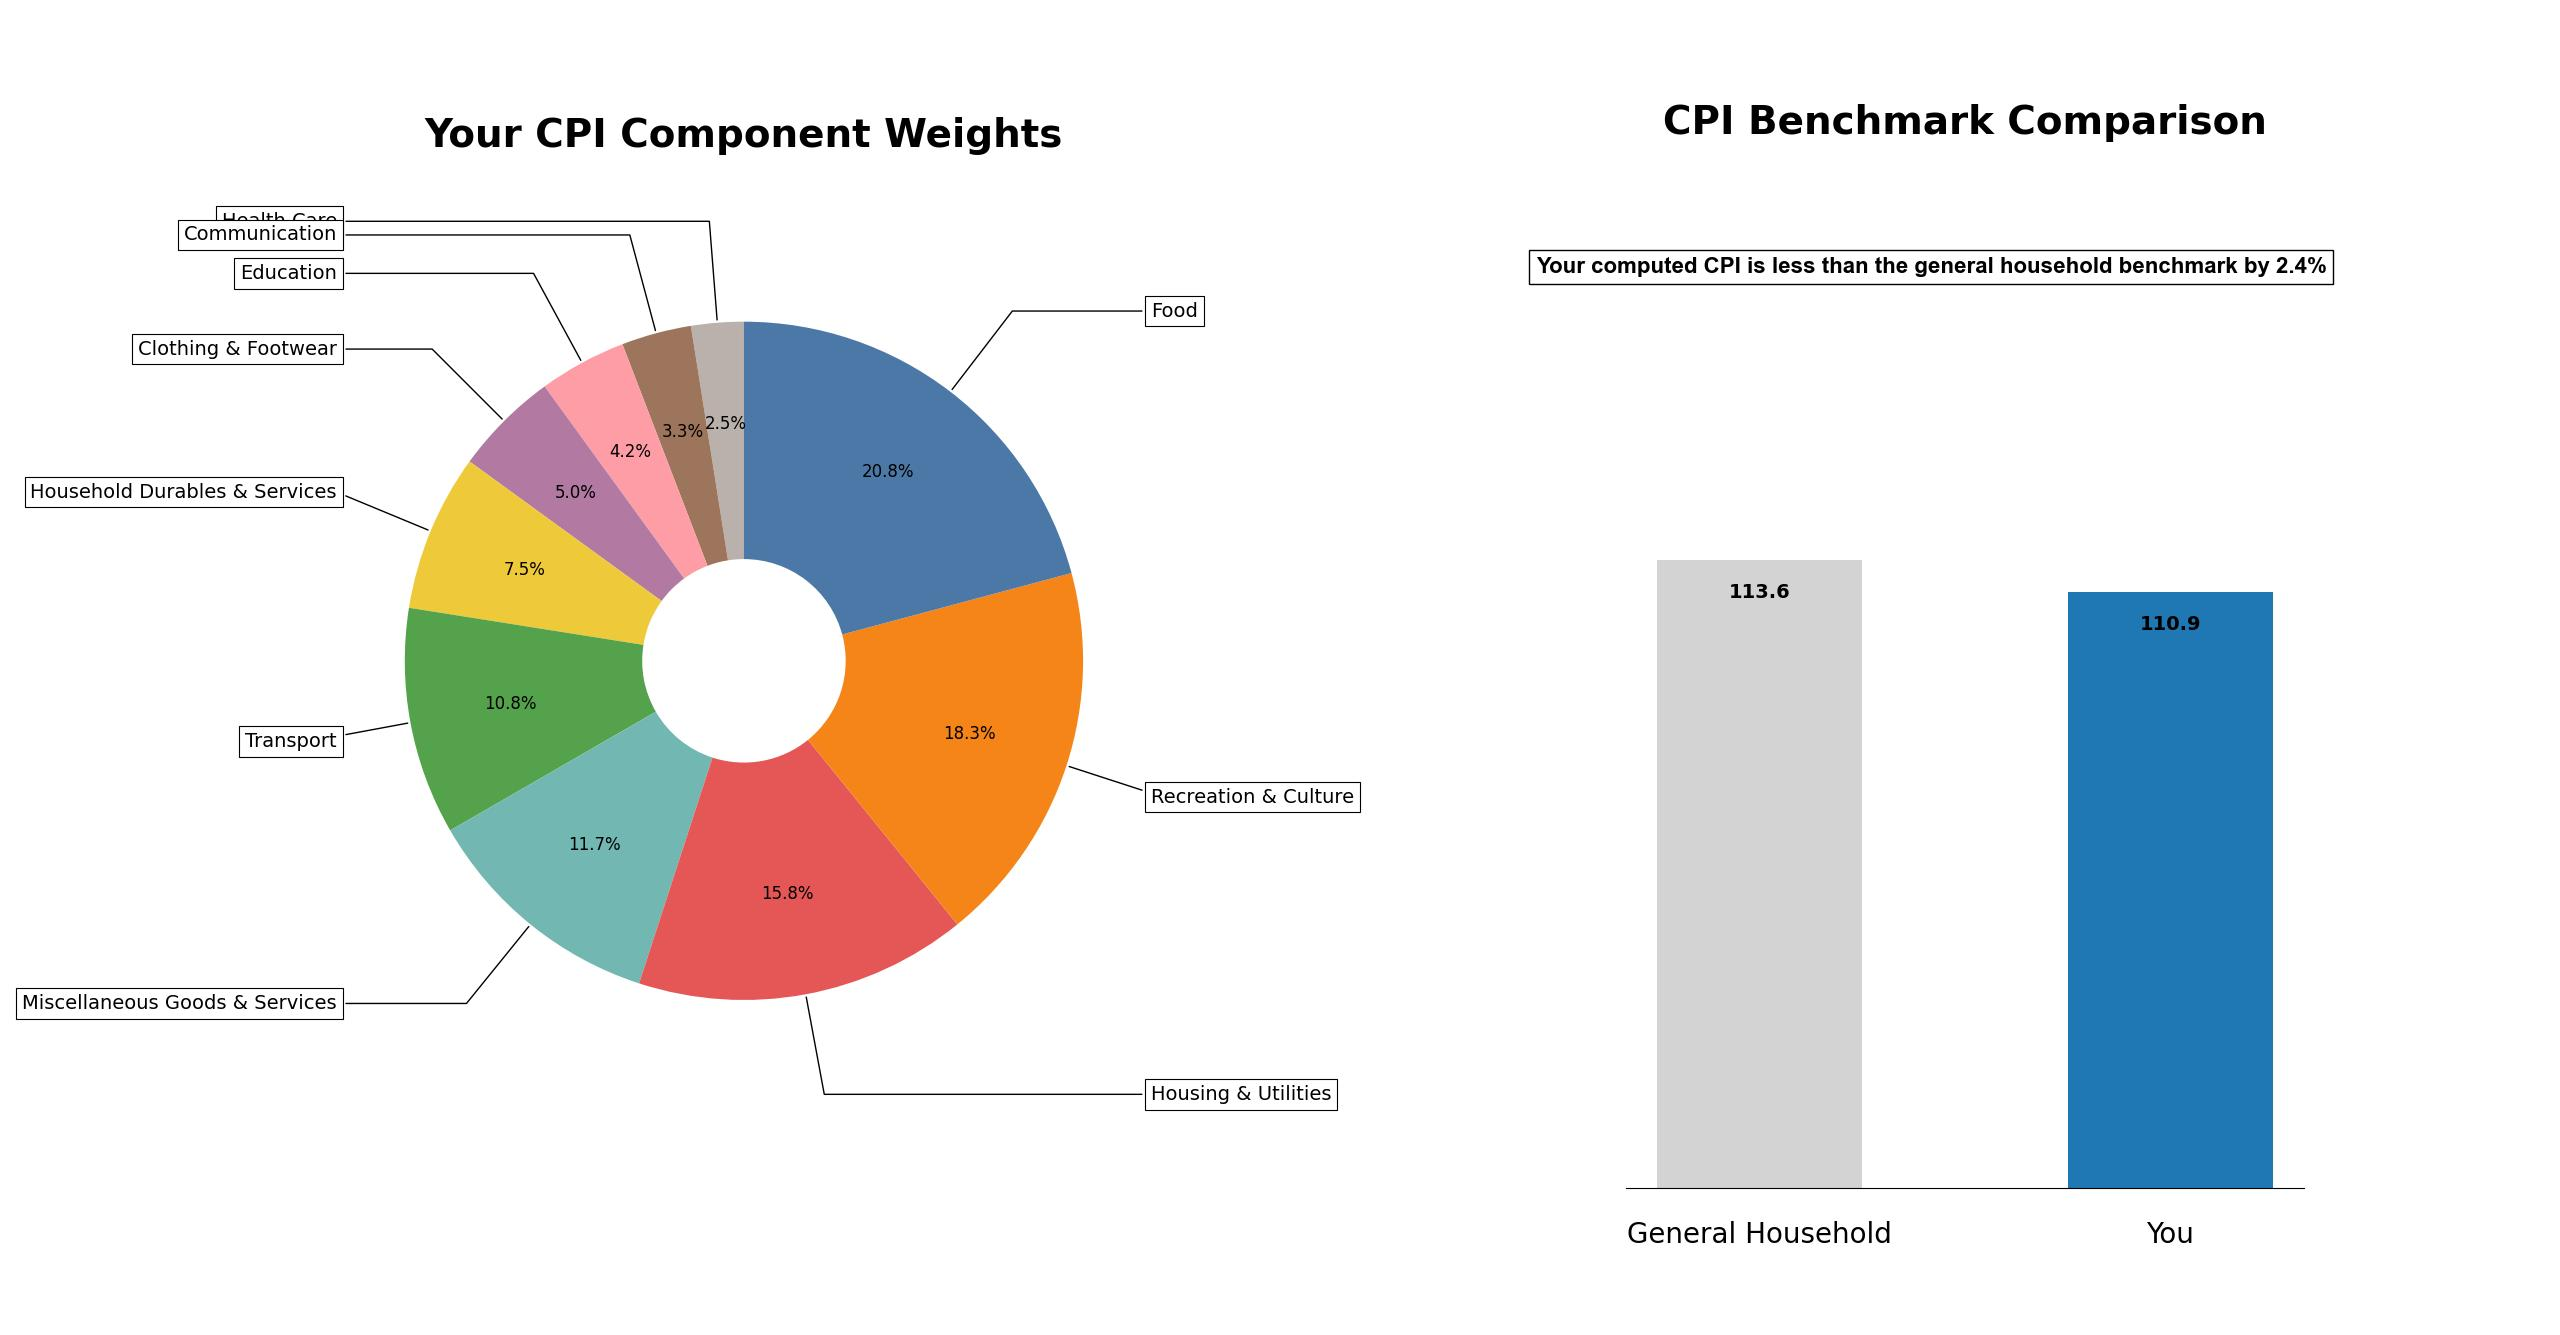 Your CPI Component Weights
Health Care
Communication
Education
Clothing & Footwear
Household Durables & Services
Transport
Miscellaneous Goods & Services
Food
Recreation & Culture
Housing & Utilities
20.8%
18.3%
15.8%
11.7%
10.8%
7.5%
5.0%
4.2%
3.3%
2.5%
CPI Benchmark Comparison
Your computed CPI is less than the general household benchmark by 2.4%
113.6
110.9
General Household
You